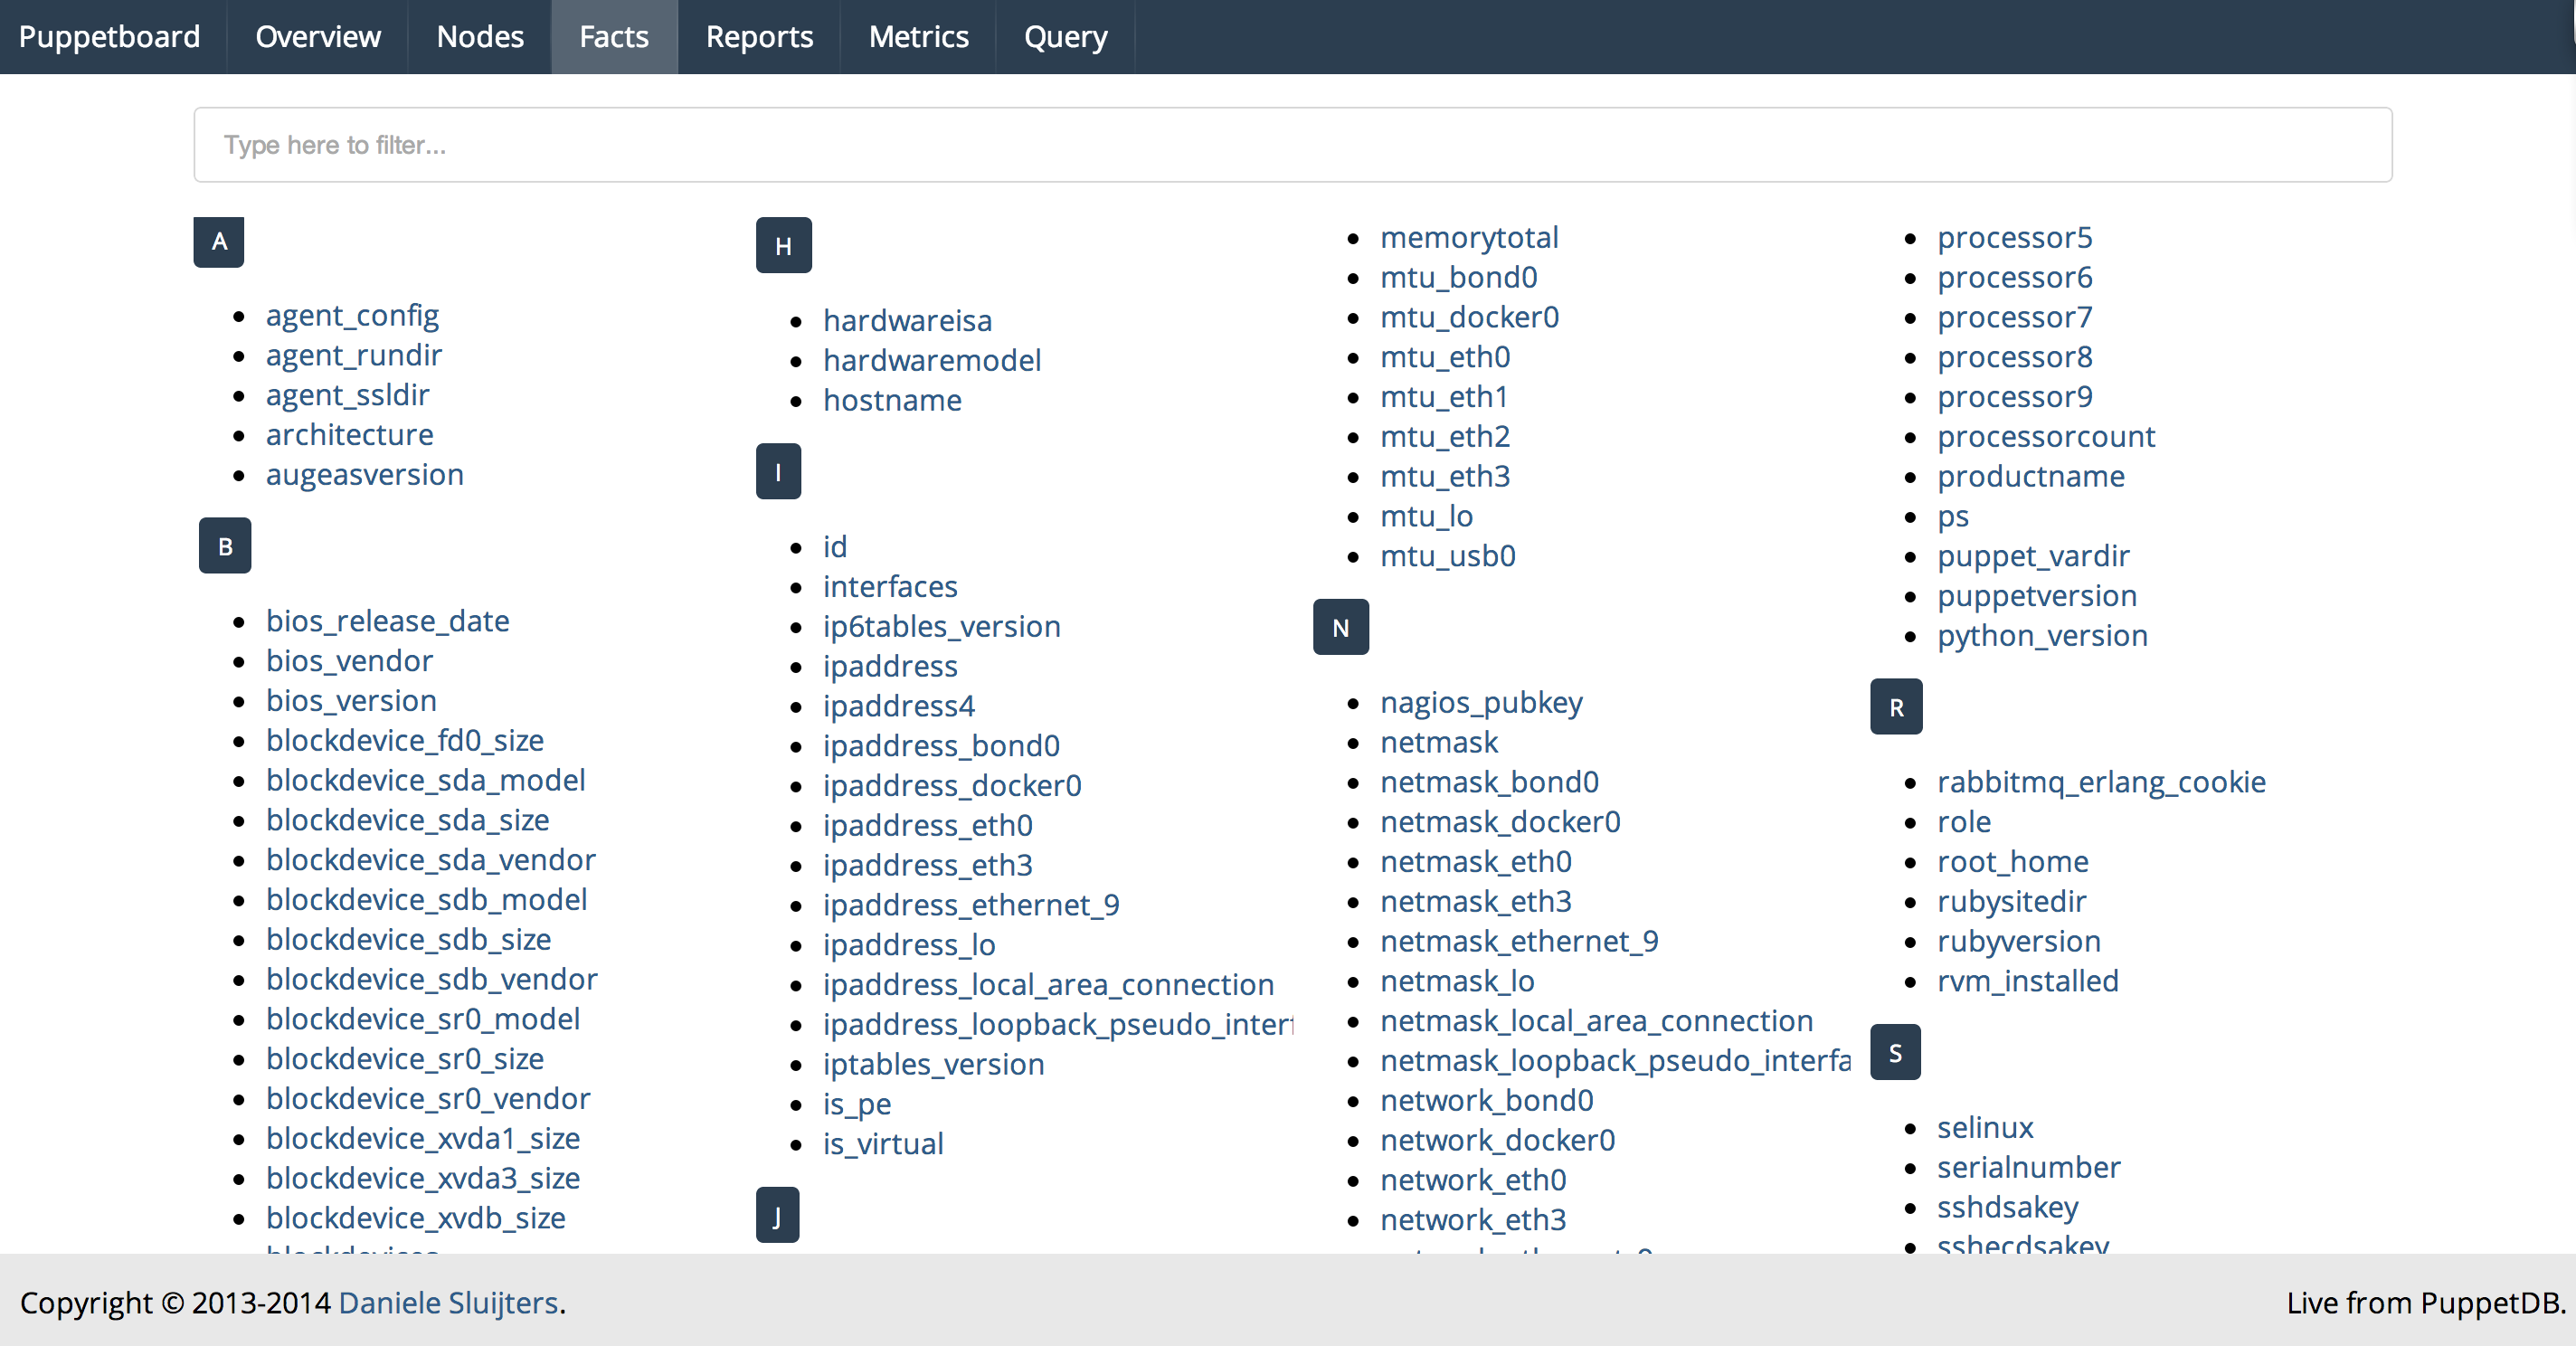 Puppetboard Overview Nodes Facts Reports Metrics Query
Type here to filter...
A
agent_config
agent_rundir
agent_ssldir
architecture
augeasversion
B
bios_release_date
bios_vendor
bios_version
blockdevice_fd0_size
blockdevice_sda_model
blockdevice_sda_size
blockdevice_sda_vendor
blockdevice_sdb_model
blockdevice_sdb_size
blockdevice_sdb_vendor
blockdevice_sr0_model
blockdevice_sr0_size
blockdevice_sr0_vendor
blockdevice_xvda1_size
blockdevice_xvda3_size
blockdevice_xvdb_size
H
hardwareisa
hardwaremodel
hostname
I
id
interfaces
ip6tables_version
ipaddress
ipaddress4
ipaddress_bond0
ipaddress_docker0
ipaddress_eth0
ipaddress_eth3
ipaddress_ethernet_9
ipaddress_lo
ipaddress_local_area_connection
ipaddress_loopback_pseudo_interf
iptables_version
is_pe
is_virtual
J
memorytotal
mtu_bond0
mtu_docker0
mtu_eth0
mtu_eth1
mtu_eth2
mtu_eth3
mtu_lo
mtu_usb0
N
nagios_pubkey
netmask
netmask_bond0
netmask_docker0
netmask_eth0
netmask_eth3
netmask_ethernet_9
netmask_lo
netmask_local_area_connection
netmask_loopback_pseudo_interfa
network_bond0
network_docker0
network_eth0
network_eth3
processor5
processor6
processor7
processor8
processor9
processorcount
productname
ps
puppet_vardir
puppetversion
python_version
R
rabbitmq_erlang_cookie
role
root_home
rubysitedir
rubyversion
rvm_installed
S
selinux
serialnumber
sshdsakey
sshecdsakey
Copyright © 2013-2014 Daniele Sluijters.
Live from PuppetDB.